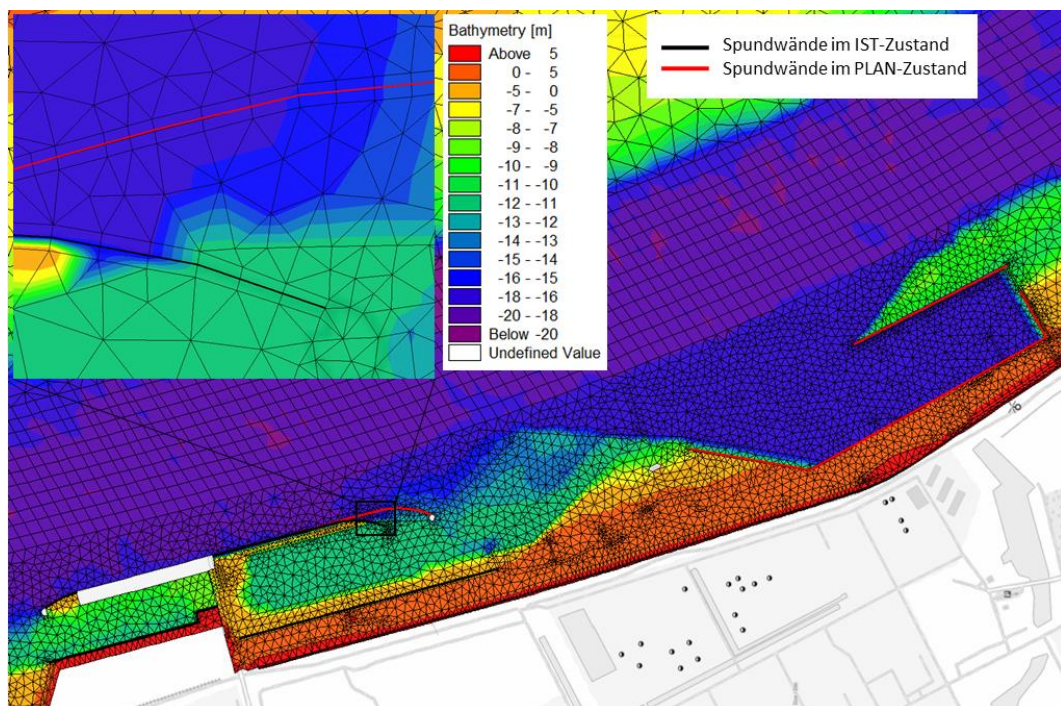 Bathymetry [m]
Above 5
0 - 5
-5 - 0
-7 - -5
-8 - -7
-9 - -8
-10 - -9
-11 - -10
-12 - -11
-13 - -12
-14 - -13
-15 - -14
-16 - -15
-18 - -16
-20 - -18
Below -20
Undefined Value
Spundwände im IST-Zustand
Spundwände im PLAN-Zustand